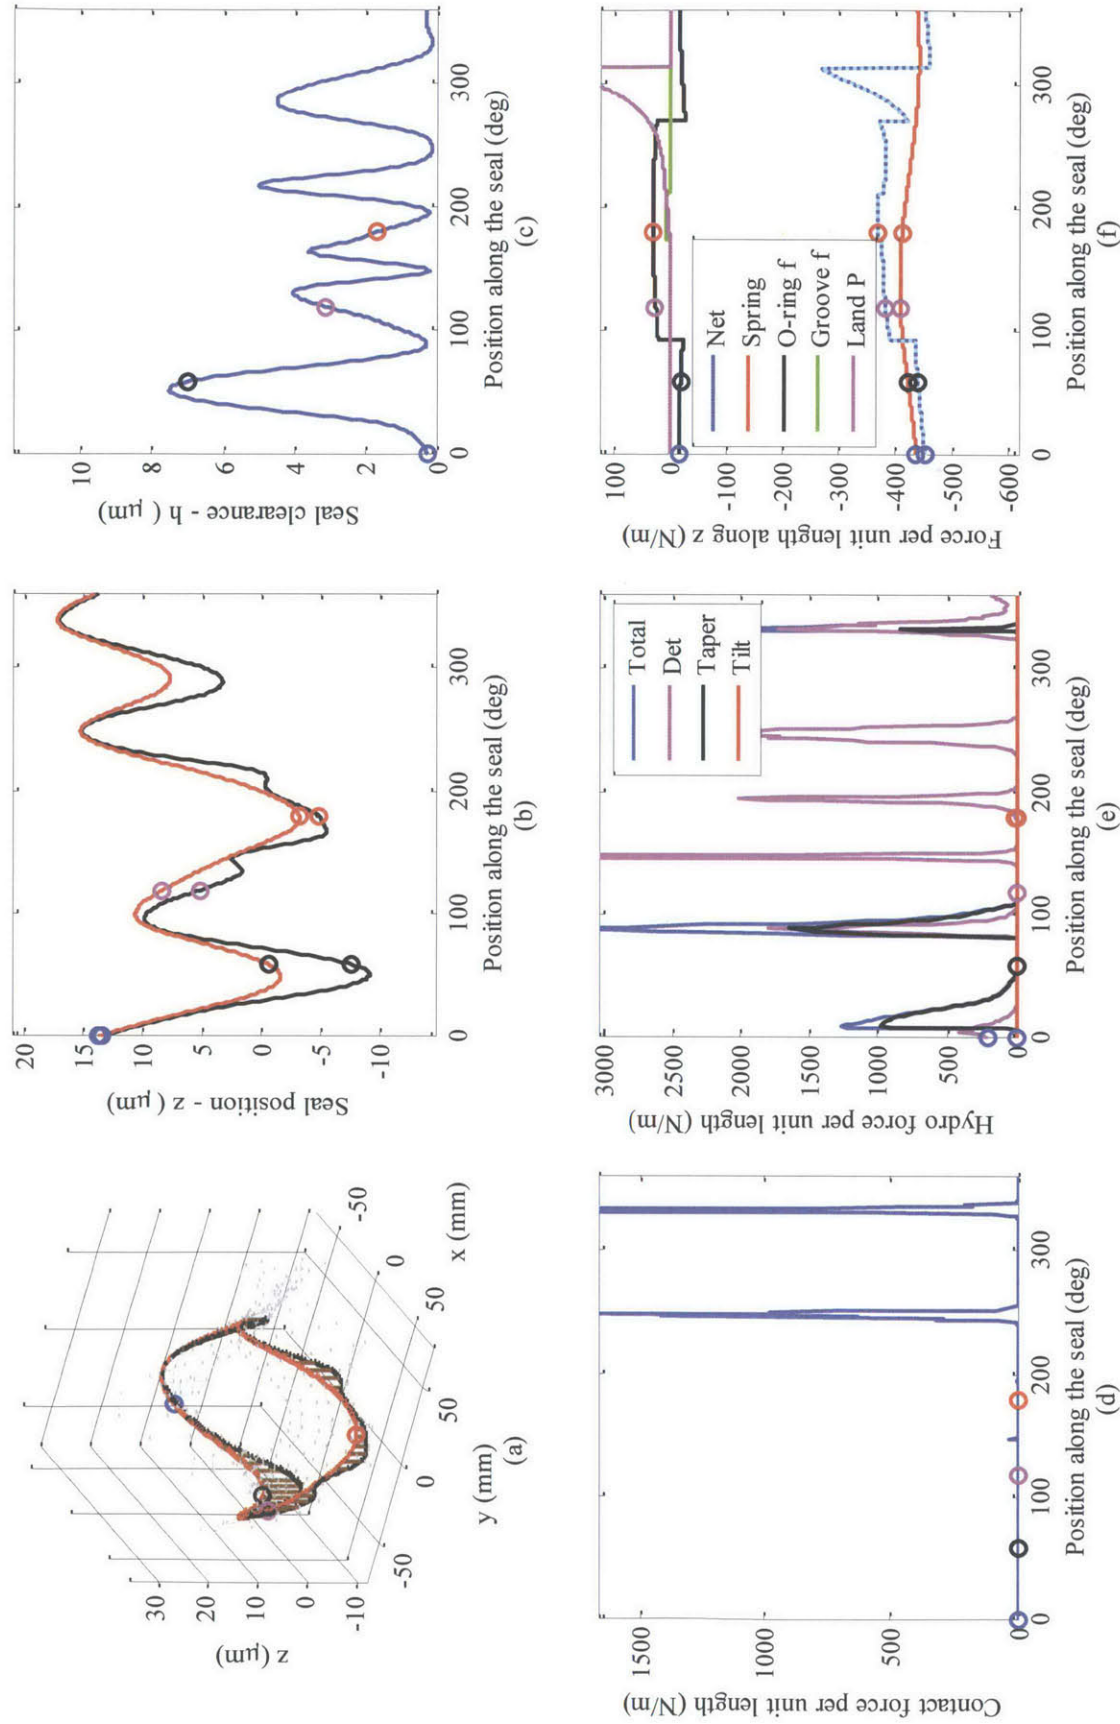 30
20
10
0
-10
z (μm)
-50
0
50
y (mm)
50
0
-50
x (mm)
(a)
20
15
10
5
0
-5
-10
Seal position - z ( μm)
0
100
200
300
Position along the seal (deg)
(b)
10
8
6
4
2
0
Seal clearance - h ( μm)
0
100
200
300
Position along the seal (deg)
(c)
1500
1000
500
0
Contact force per unit length (N/m)
0
100
200
300
Position along the seal (deg)
(d)
3000
2500
2000
1500
1000
500
0
Hydro force per unit length (N/m)
Total
Det
Taper
Tilt
0
100
200
300
Position along the seal (deg)
(e)
100
0
-100
-200
-300
-400
-500
-600
Force per unit length along z (N/m)
Net
Spring
O-ring f
Groove f
Land P
0
100
200
300
Position along the seal (deg)
(f)